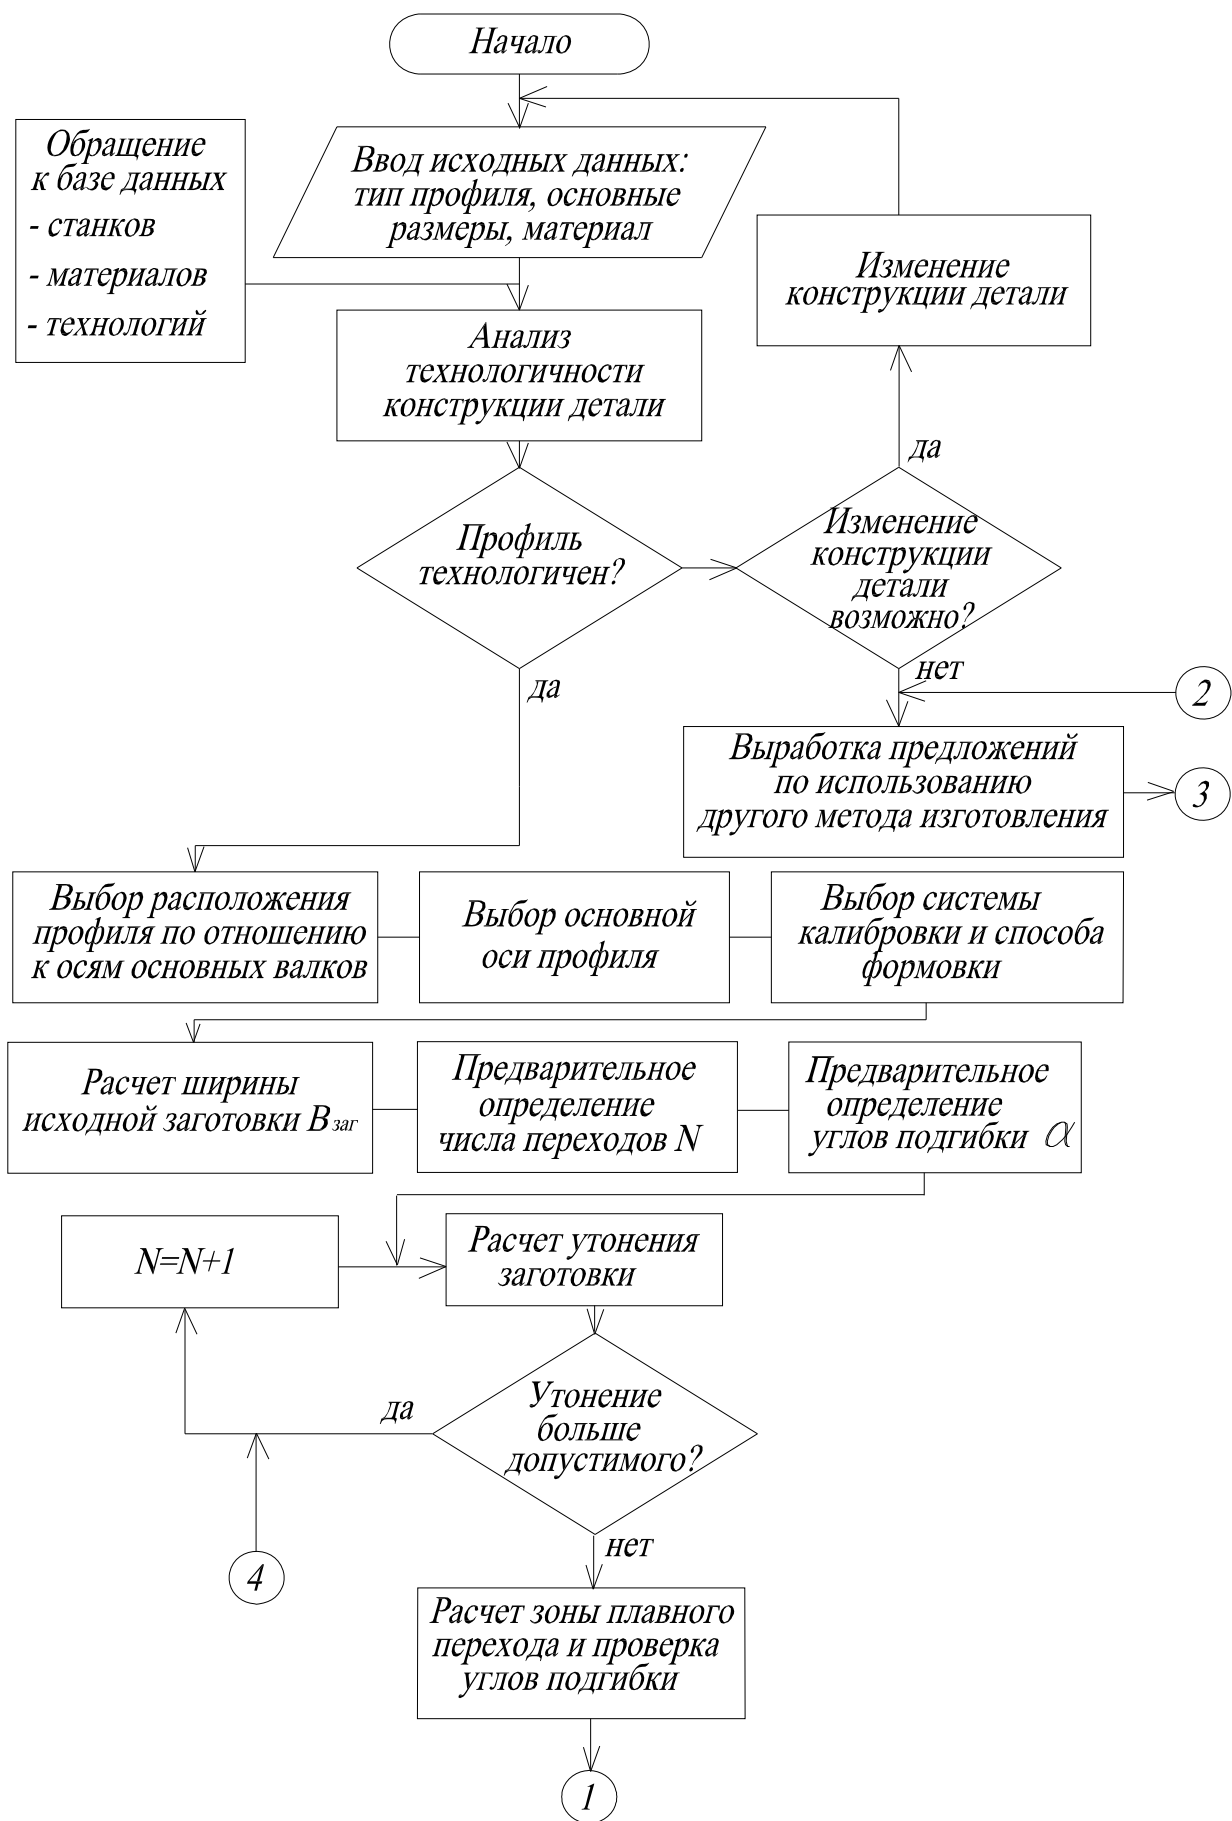 Начало
Обращение
к базе данных
- станков
- материалов
- технологий
Ввод исходных данных:
тип профиля, основные
размеры, материал
Изменение
конструкции детали
Анализ
технологичности
конструкции детали
да
Профиль
технологичен?
Изменение
конструкции
детали
возможно?
да
нет
2
Выработка предложений
по использованию
другого метода изготовления
3
Выбор расположения
профиля по отношению
к осям основных валков
Выбор основной
оси профиля
Выбор системы
калибровки и способа
формовки
Расчет ширины
исходной заготовки Bзаг
Предварительное
определение
числа переходов N
Предварительное
определение
углов подгибки α
N=N+1
Расчет утонения
заготовки
да
Утонение
больше
допустимого?
нет
4
Расчет зоны плавного
перехода и проверка
углов подгибки
1